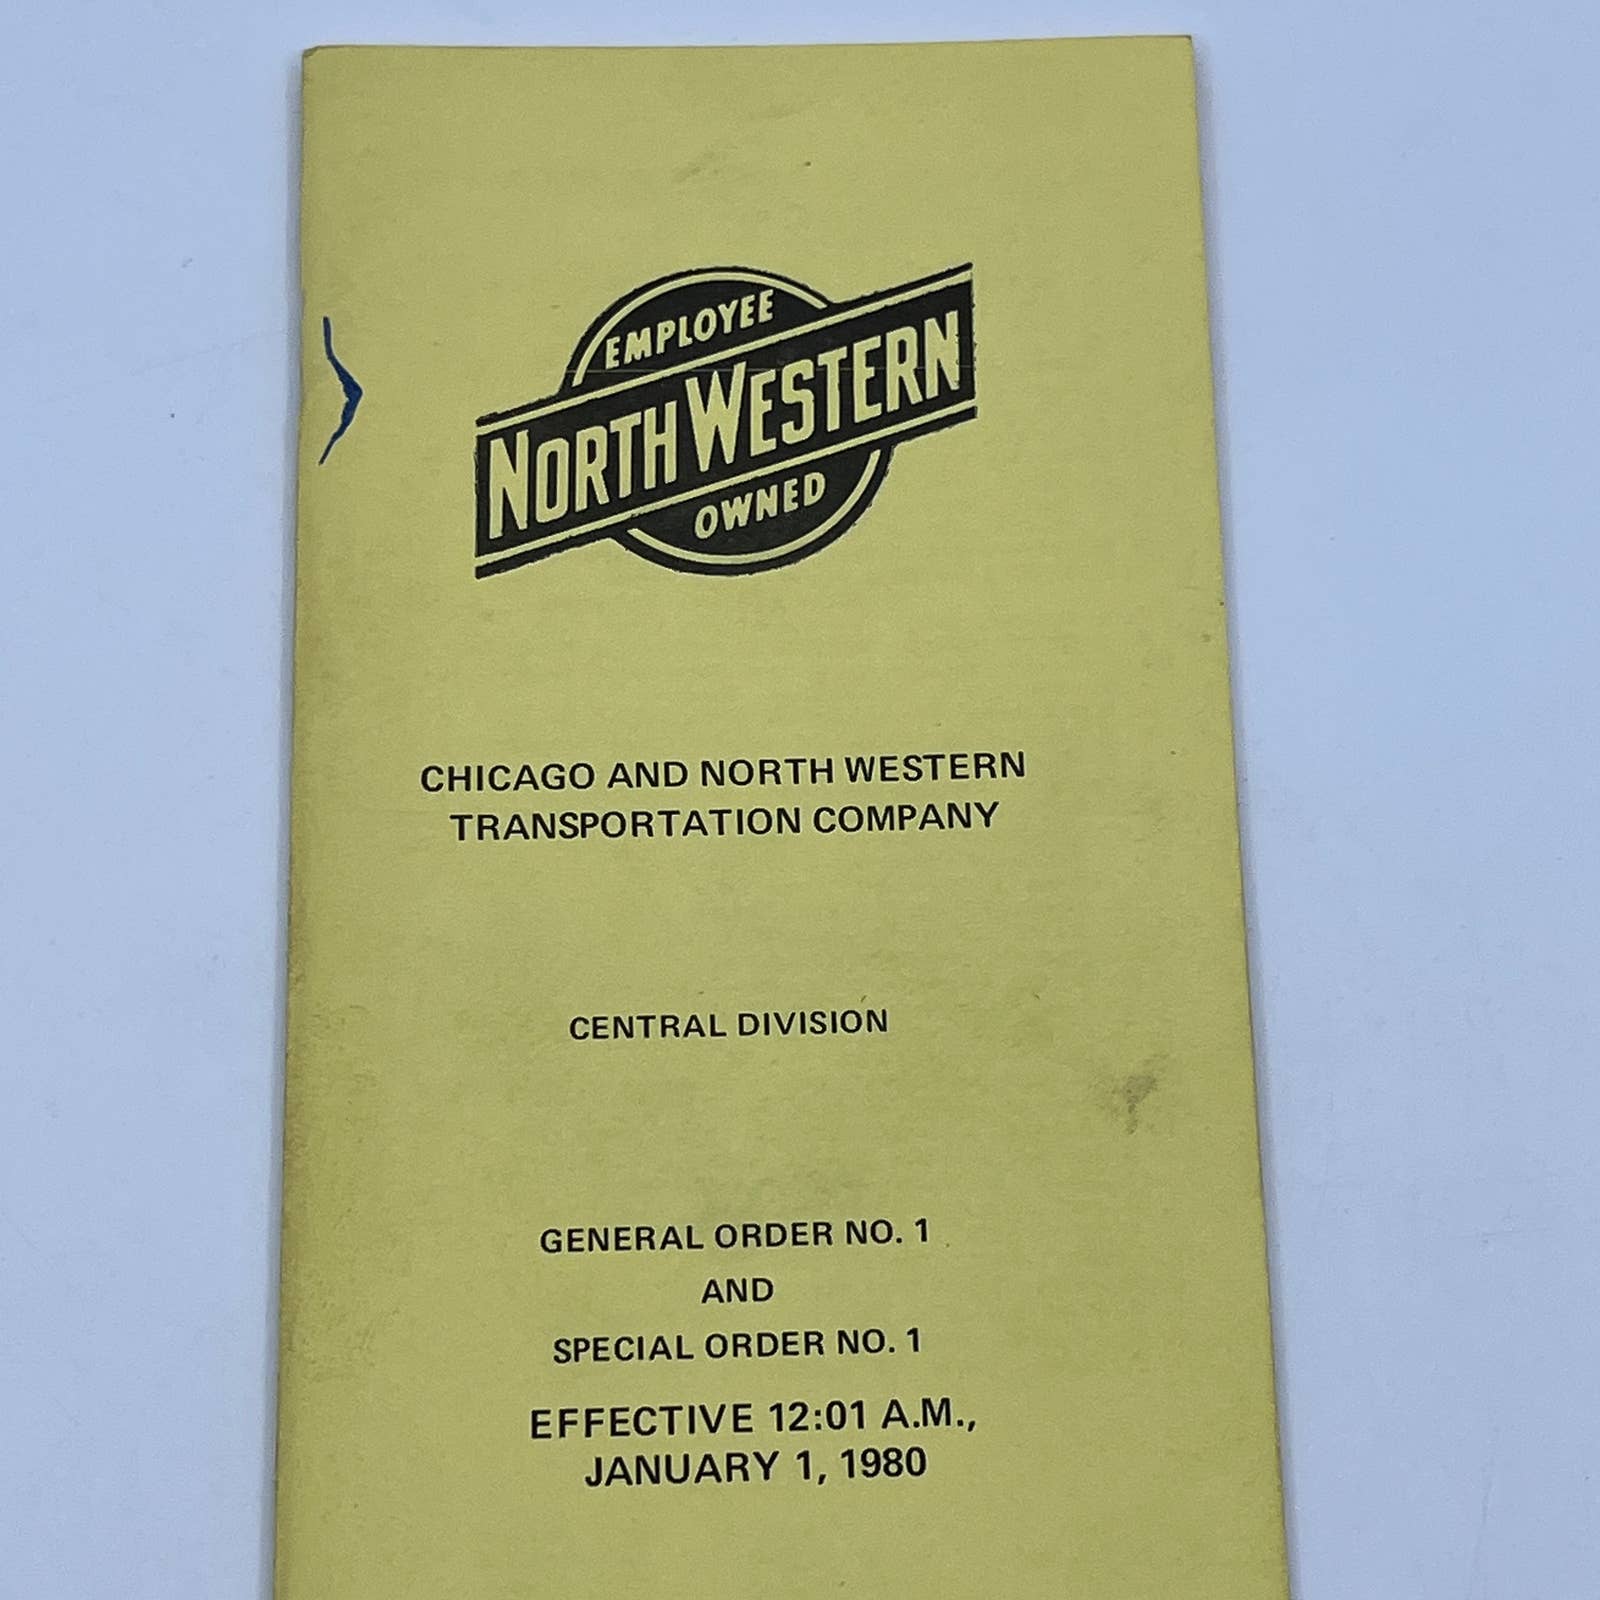 EMPLOYEE
NORTH WESTERN
OWNED
CHICAGO AND NORTH WESTERN
TRANSPORTATION COMPANY
CENTRAL DIVISION
GENERAL ORDER NO. 1
AND
SPECIAL ORDER NO. 1
EFFECTIVE 12:01 A.M.,
JANUARY 1, 1980